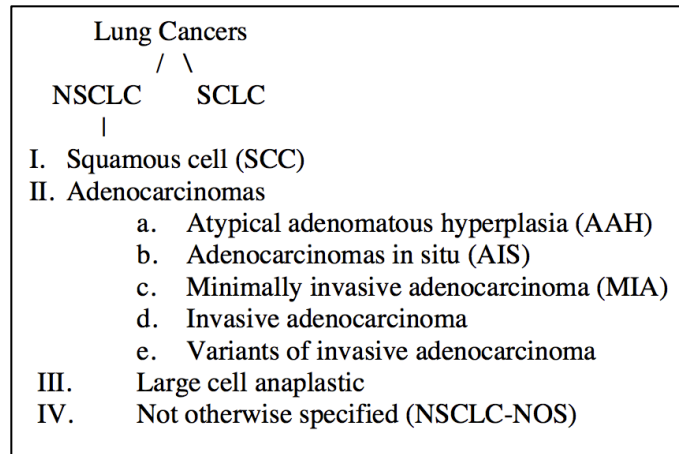 Lung Cancers
/ \
NSCLC SCLC
|
I. Squamous cell (SCC)
II. Adenocarcinomas
a. Atypical adenomatous hyperplasia (AAH)
b. Adenocarcinomas in situ (AIS)
c. Minimally invasive adenocarcinoma (MIA)
d. Invasive adenocarcinoma
e. Variants of invasive adenocarcinoma
III. Large cell anaplastic
IV. Not otherwise specified (NSCLC-NOS)